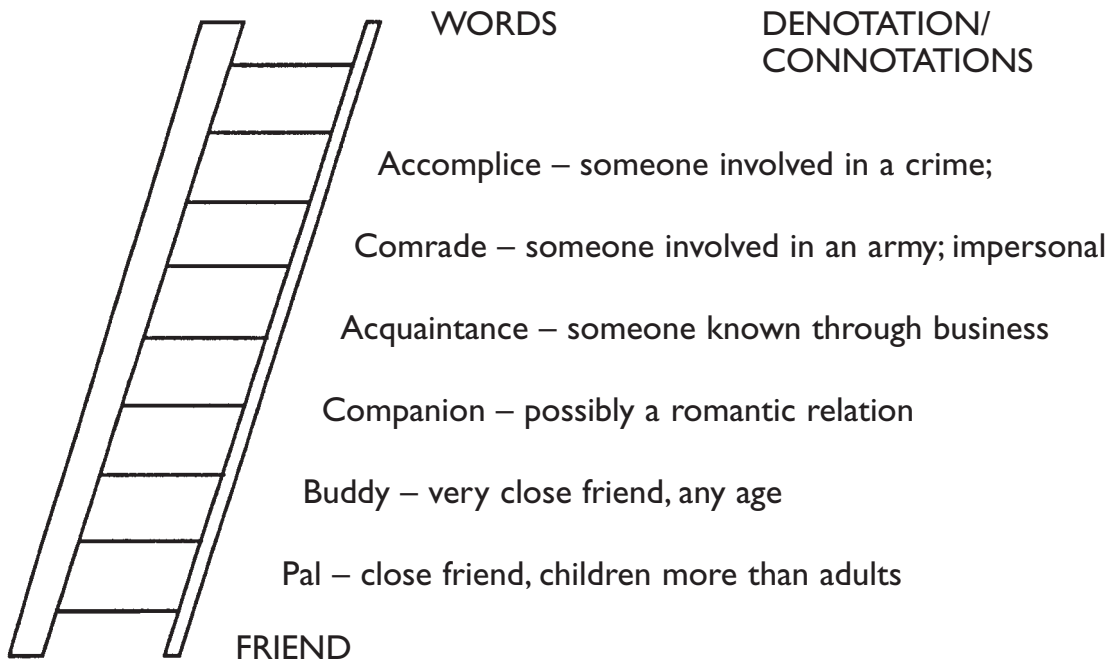 WORDS
DENOTATION/
CONNOTATIONS
Accomplice – someone involved in a crime;
Comrade – someone involved in an army; impersonal
Acquaintance – someone known through business
Companion – possibly a romantic relation
Buddy – very close friend, any age
Pal – close friend, children more than adults
FRIEND